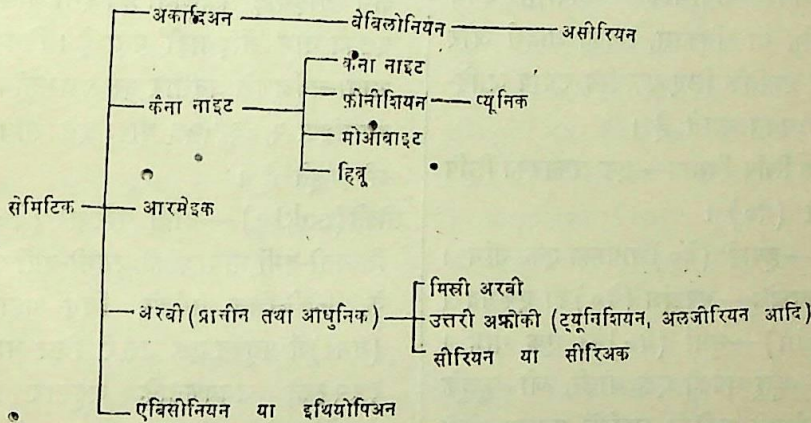 अकादिअन वेबिलोनियन असीरियन
कैना नाइट
कैना नाइट फ़ोनीशियन प्यूनिक
मोआबाइट
हिब्रू
सेमिटिक आरमेइक
मिस्री अरबी
अरबी (प्राचीन तथा आधुनिक) उत्तरी अफ्रीकी (ट्यूनिशियन, अलजीरियन आदि)
सीरियन या सीरिअक
एबिसीनियन या इथियोपिअन